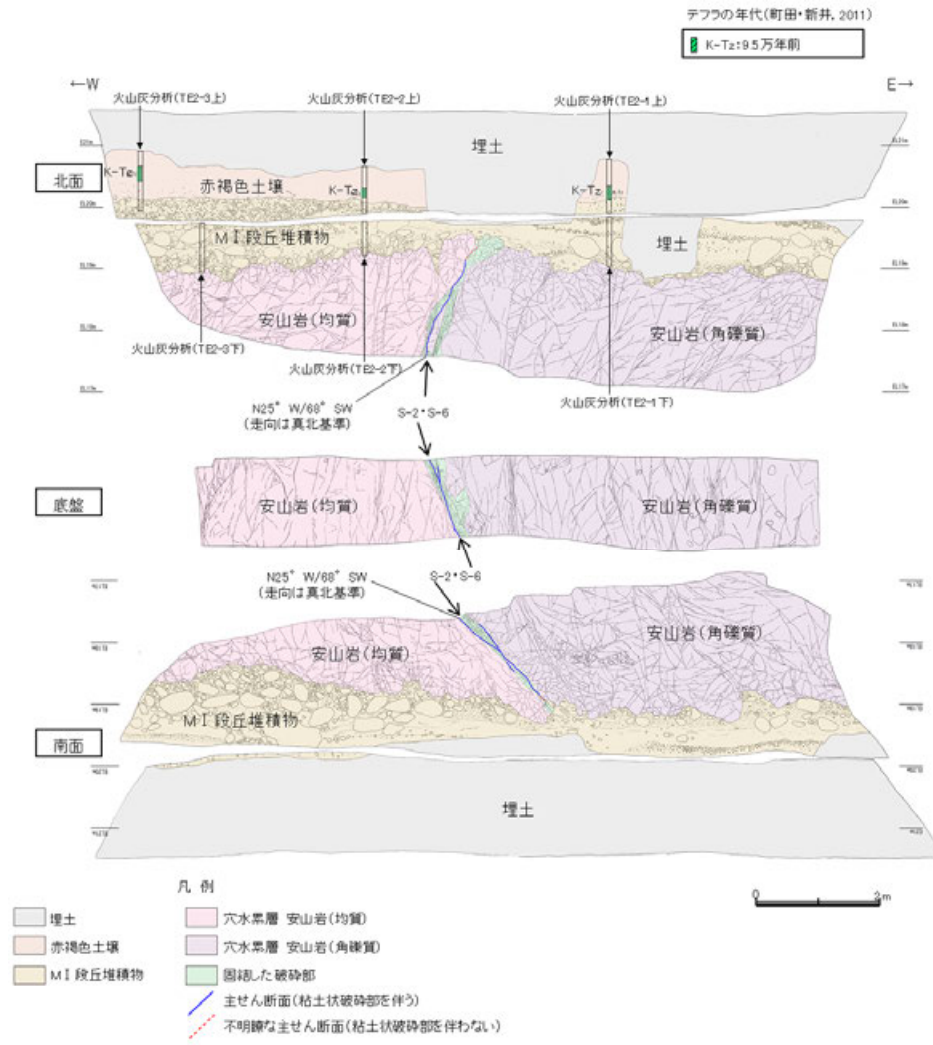 テフラの年代(町田・新井, 2011)
K-Tz:9.5万年前
←W
E→
火山灰分析(TE2-3上)
火山灰分析(TE2-2上)
火山灰分析(TE2-1上)
埋土
北面
K-Tz
赤褐色土壌
K-Tz
K-Tz
MⅠ段丘堆積物
埋土
安山岩(均質)
安山岩(角礫質)
火山灰分析(TE2-3下)
火山灰分析(TE2-2下)
火山灰分析(TE2-1下)
N25°W/68°SW
(走向は真北基準)
S-2・S-6
底盤
安山岩(均質)
安山岩(角礫質)
N25°W/68°SW
(走向は真北基準)
S-2・S-6
安山岩(均質)
安山岩(角礫質)
MⅠ段丘堆積物
南面
埋土
凡 例
0
2m
埋土
穴水累層 安山岩(均質)
赤褐色土壌
穴水累層 安山岩(角礫質)
MⅠ段丘堆積物
固結した破砕部
主せん断面(粘土状破砕部を伴う)
不明瞭な主せん断面(粘土状破砕部を伴わない)